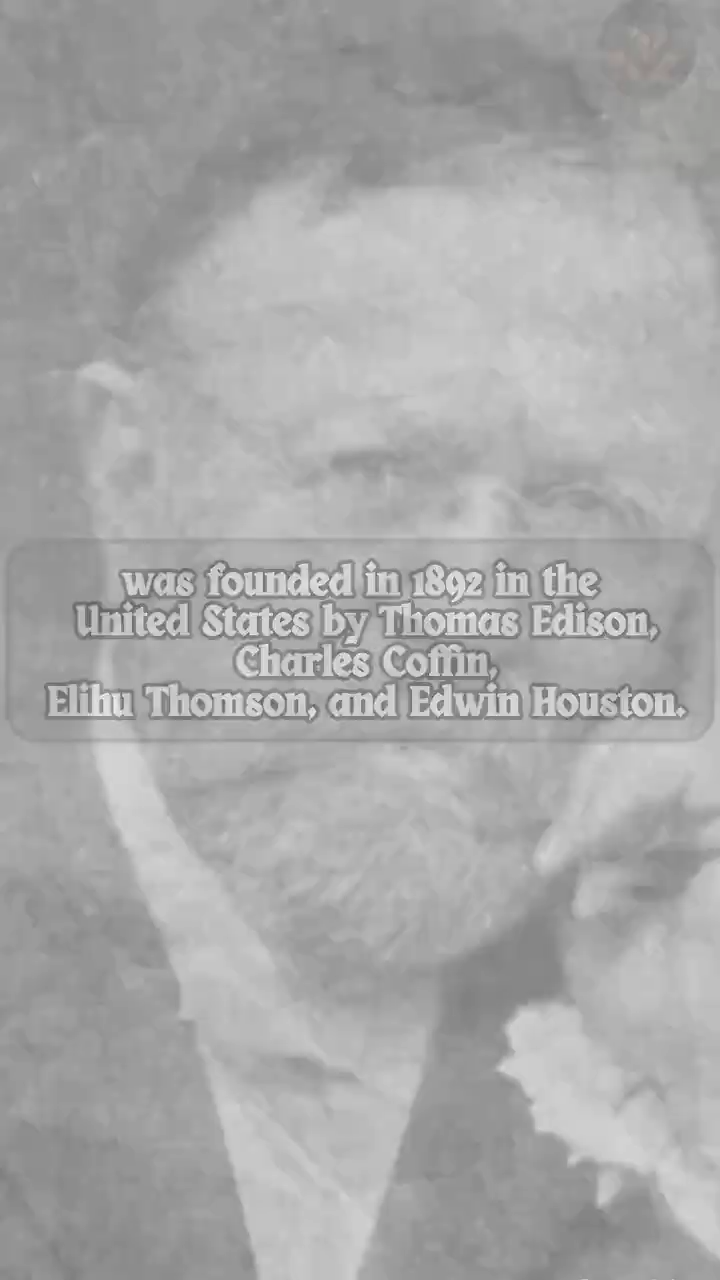 was founded in 1892 in the
United States by Thomas Edison,
Charles Coffin,
Elihu Thomson, and Edwin Houston.